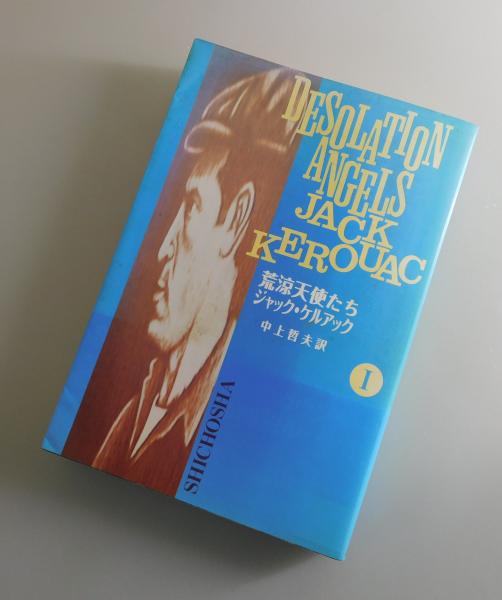 DESOLATION
ANGELS
JACK
KEROUAC
荒涼天使たち
ジャック・ケルアック
中上哲夫訳
I
SHICHOSHA